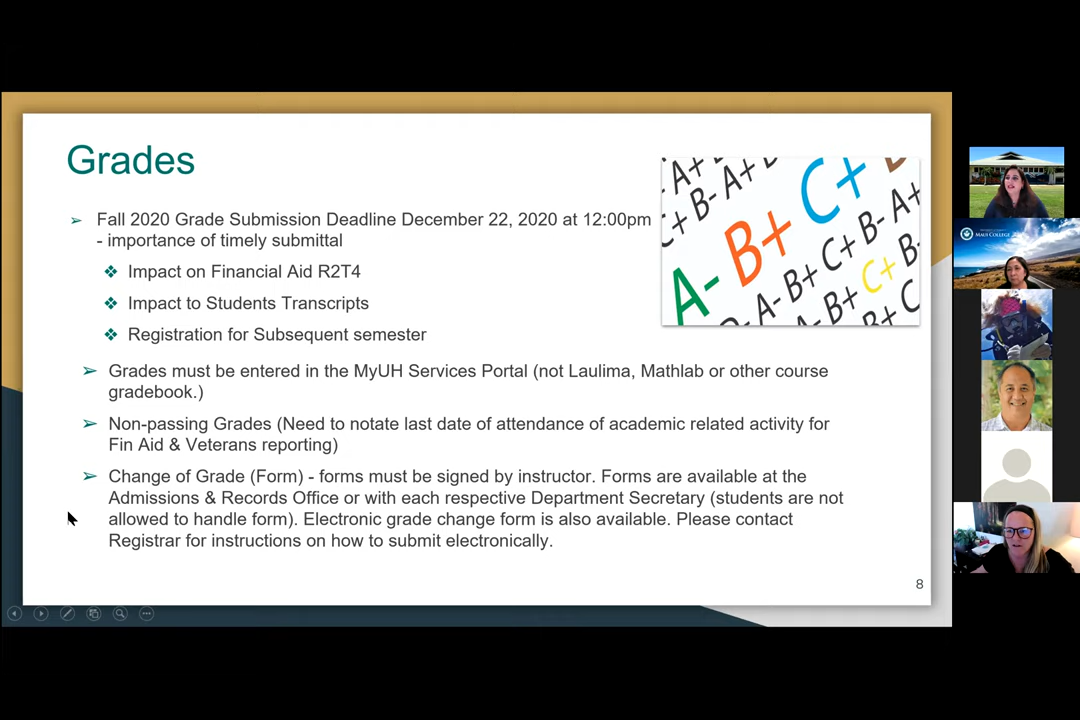 Grades
➢ Fall 2020 Grade Submission Deadline December 22, 2020 at 12:00pm
- importance of timely submittal
❖ Impact on Financial Aid R2T4
❖ Impact to Students Transcripts
❖ Registration for Subsequent semester
➢ Grades must be entered in the MyUH Services Portal (not Laulima, Mathlab or other course
gradebook.)
➢ Non-passing Grades (Need to notate last date of attendance of academic related activity for
Fin Aid & Veterans reporting)
➢ Change of Grade (Form) - forms must be signed by instructor. Forms are available at the
Admissions & Records Office or with each respective Department Secretary (students are not
allowed to handle form). Electronic grade change form is also available. Please contact
Registrar for instructions on how to submit electronically.
8
A- B+ C+
A+
C+ B- A+
A- B+ C+ B- A+
B+ C+ B-
B+ C
MAUI COLLEGE